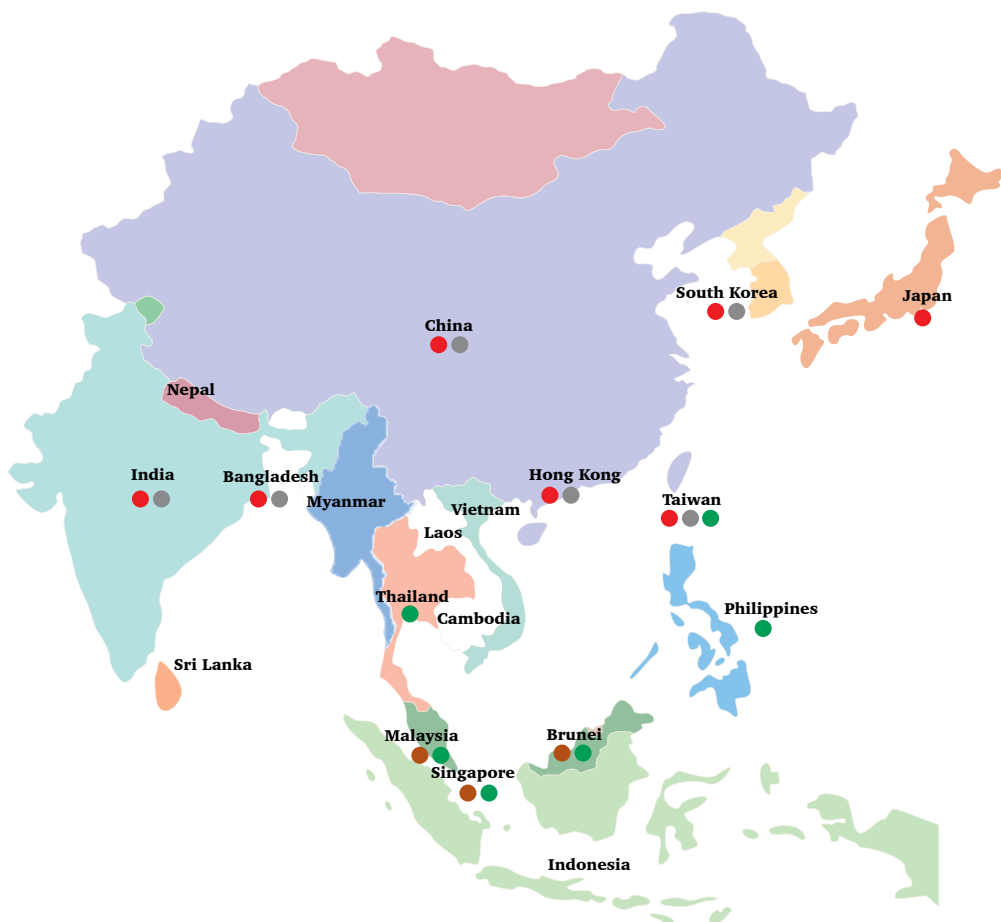 South Korea
Japan
China
Nepal
India
Bangladesh
Hong Kong
Myanmar
Vietnam
Taiwan
Laos
Thailand
Cambodia
Philippines
Sri Lanka
Malaysia
Brunei
Singapore
Indonesia